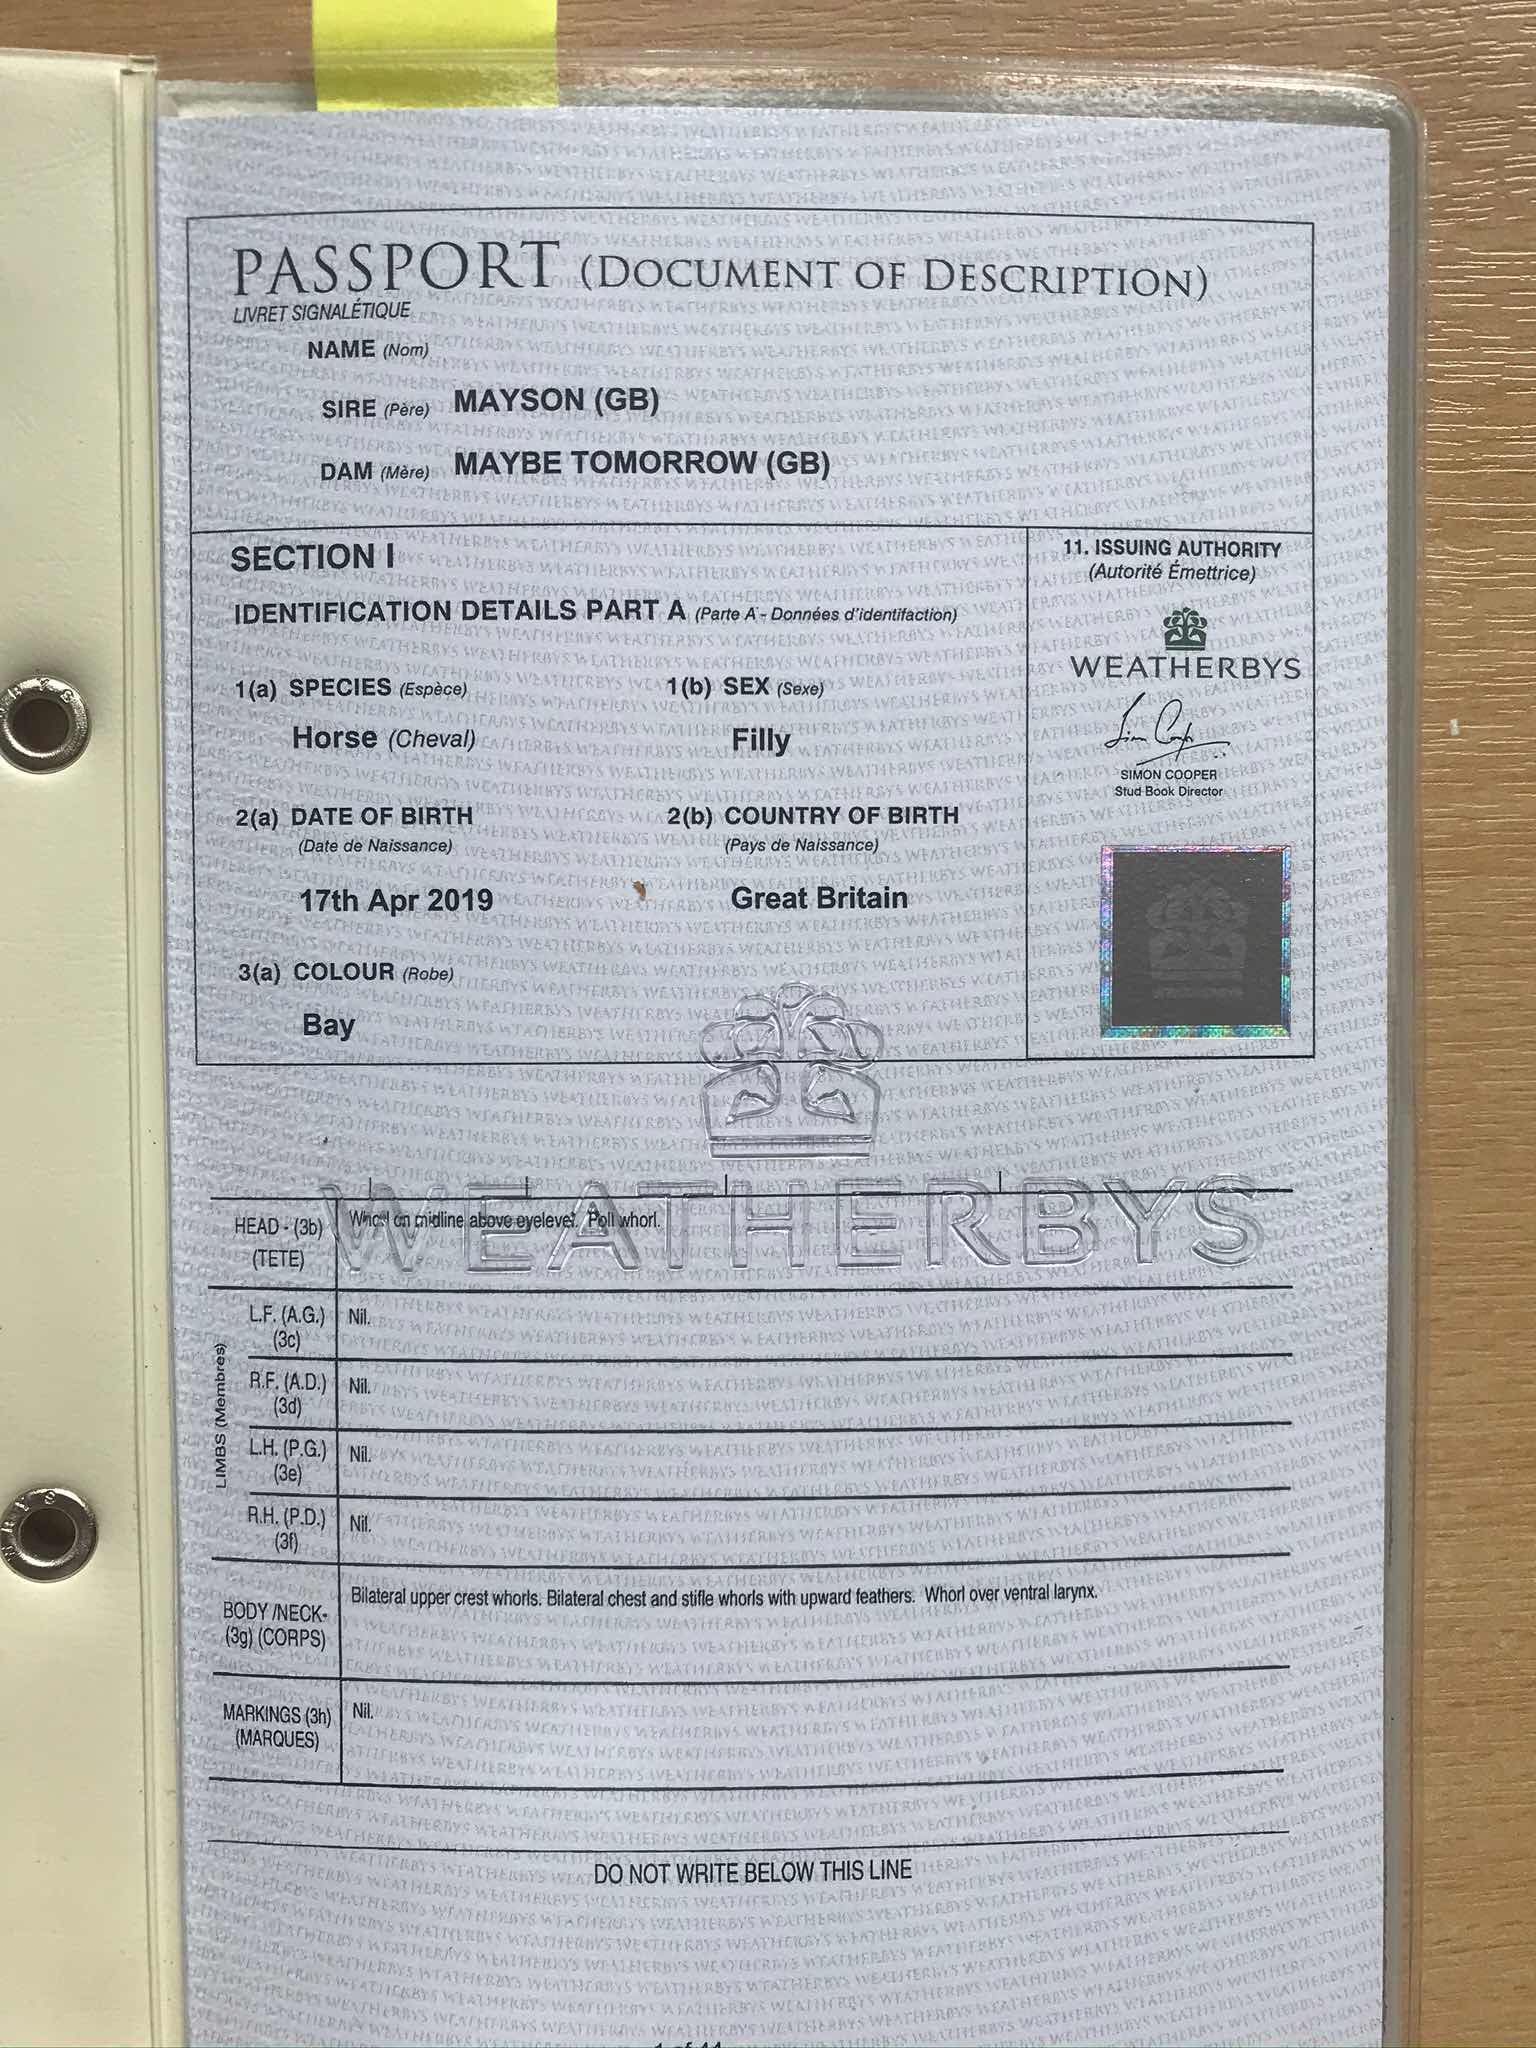 PASSPORT (DOCUMENT OF DESCRIPTION)
LIVRET SIGNALÉTIQUE
NAME (Nom)
SIRE (Père) MAYSON (GB)
DAM (Mère) MAYBE TOMORROW (GB)
SECTION I
IDENTIFICATION DETAILS PART A (Parte A - Données d'identifaction)
1(a) SPECIES (Espèce) 1(b) SEX (Sexe)
Horse (Cheval) Filly
2(a) DATE OF BIRTH 2(b) COUNTRY OF BIRTH
(Date de Naissance) (Pays de Naissance)
17th Apr 2019 Great Britain
3(a) COLOUR (Robe)
Bay
11. ISSUING AUTHORITY
(Autorité Émettrice)
WEATHERBYS
SIMON COOPER
Stud Book Director
WEATHERBYS
HEAD - (3b) Whorl on midline above eyelevel. Poll whorl.
(TETE)
LIMBS (Membres)
L.F. (A.G.) Nil.
(3c)
R.F. (A.D.) Nil.
(3d)
L.H. (P.G.) Nil.
(3e)
R.H. (P.D.) Nil.
(3f)
BODY /NECK- Bilateral upper crest whorls. Bilateral chest and stifle whorls with upward feathers. Whorl over ventral larynx.
(3g) (CORPS)
MARKINGS (3h) Nil.
(MARQUES)
DO NOT WRITE BELOW THIS LINE
1 of 44